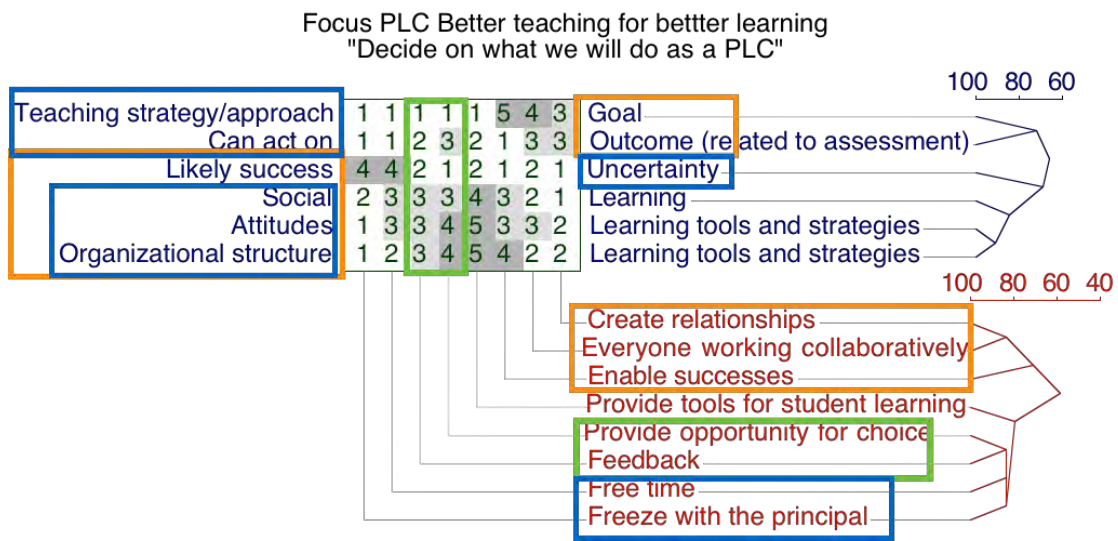 Focus PLC Better teaching for bettter learning
"Decide on what we will do as a PLC"
100 80 60
Teaching strategy/approach 1 1 1 1 1 5 4 3 Goal
Can act on 1 1 2 3 2 1 3 3 Outcome (related to assessment)
Likely success 4 4 2 1 2 1 2 1 Uncertainty
Social 2 3 3 3 4 3 2 1 Learning
Attitudes 1 3 3 4 5 3 3 2 Learning tools and strategies
Organizational structure 1 2 3 4 5 4 2 2 Learning tools and strategies
100 80 60 40
Create relationships
Everyone working collaboratively
Enable successes
Provide tools for student learning
Provide opportunity for choice
Feedback
Free time
Freeze with the principal